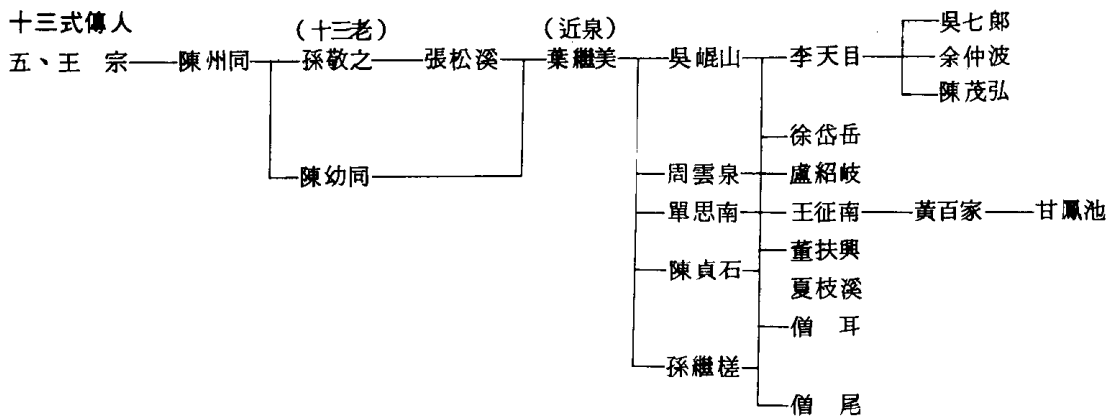 十三式傳人
（十三老） （近泉） 吳七郎
五、王 宗 陳州同 孫敬之 張松溪 葉繼美 吳崐山 李天目 余仲波
陳茂弘
徐岱岳
陳幼同 周雲泉 盧紹岐
單思南 王征南 黃百家 甘鳳池
董扶興
陳貞石
夏枝溪
僧 耳
孫繼槎
僧 尾